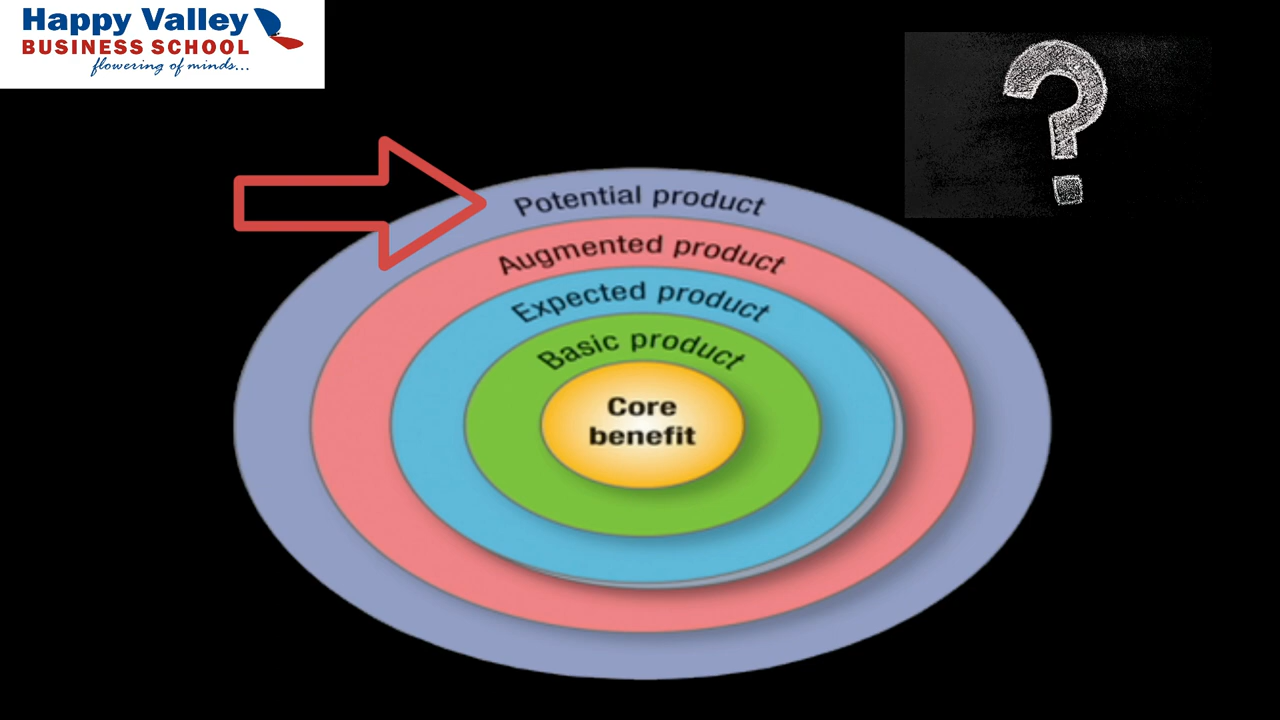 Happy Valley
BUSINESS SCHOOL
flowering of minds...
?
Potential product
Augmented product
Expected product
Basic product
Core
benefit